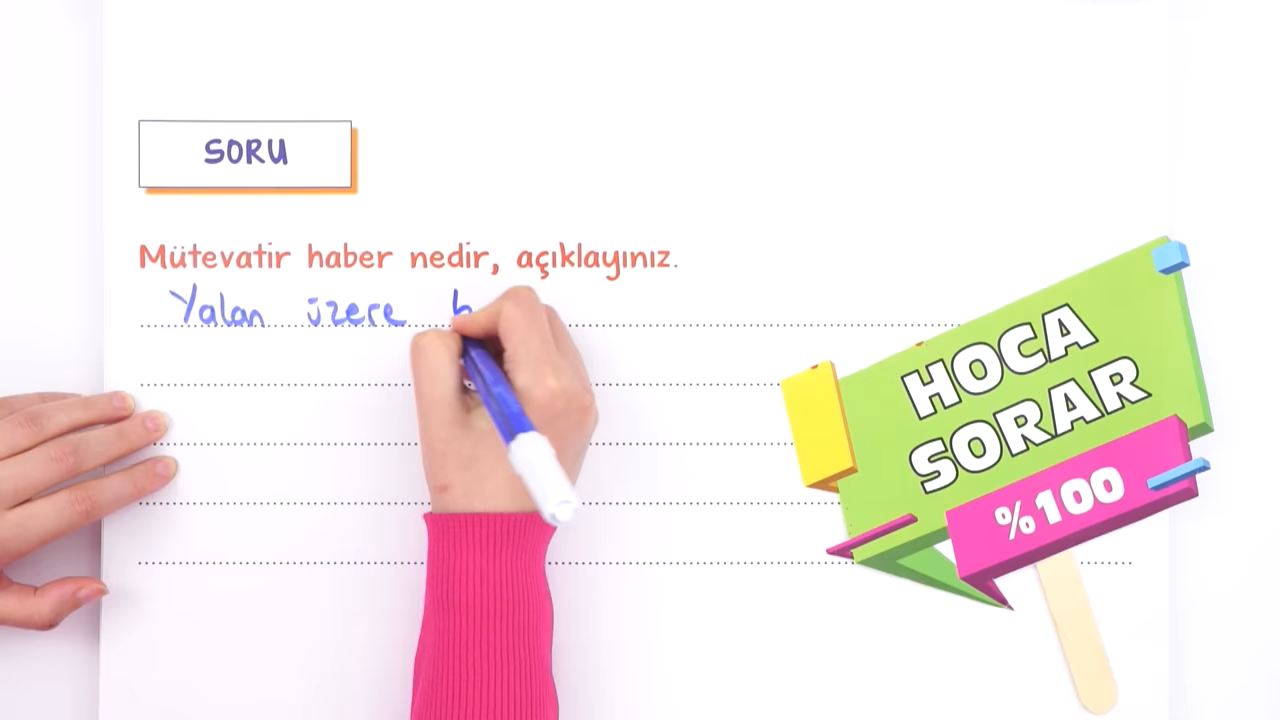 SORU
Mütevatir haber nedir, açıklayınız.
Yalan üzere
HOCA
SORAR
%100